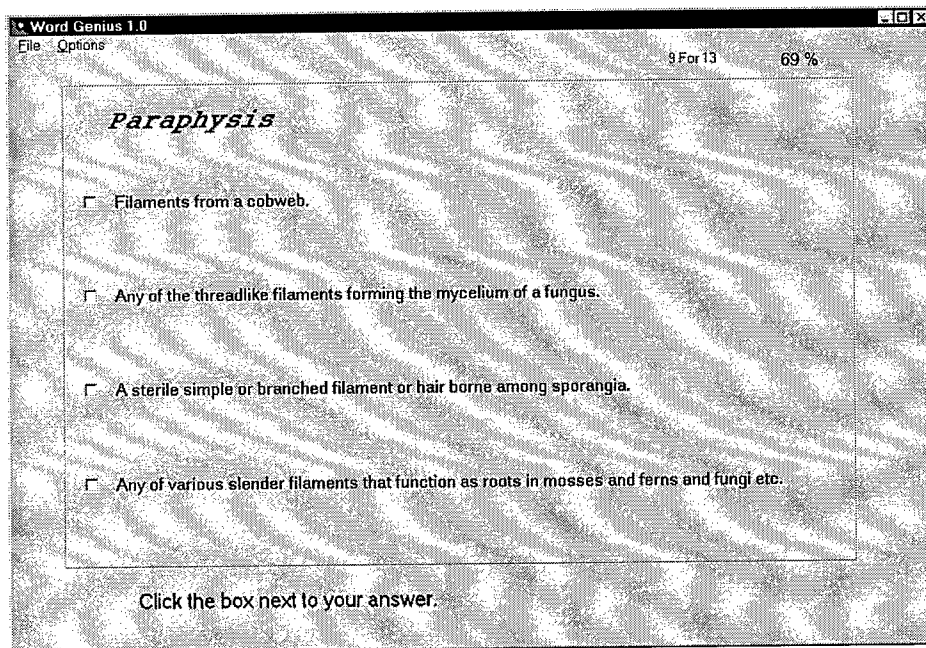 Word Genius 1.0
File Options
9 For 13 69 %
Paraphysis
Filaments from a cobweb.
Any of the threadlike filaments forming the mycelium of a fungus.
A sterile simple or branched filament or hair borne among sporangia.
Any of various slender filaments that function as roots in mosses and ferns and fungi etc.
Click the box next to your answer.